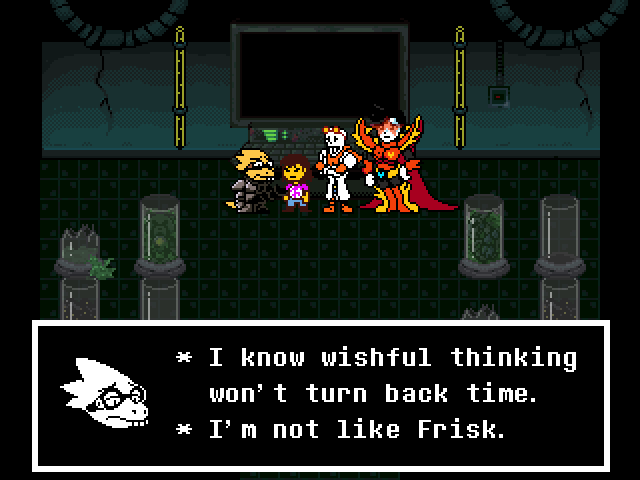 * I know wishful thinking
won't turn back time.
* I'm not like Frisk.